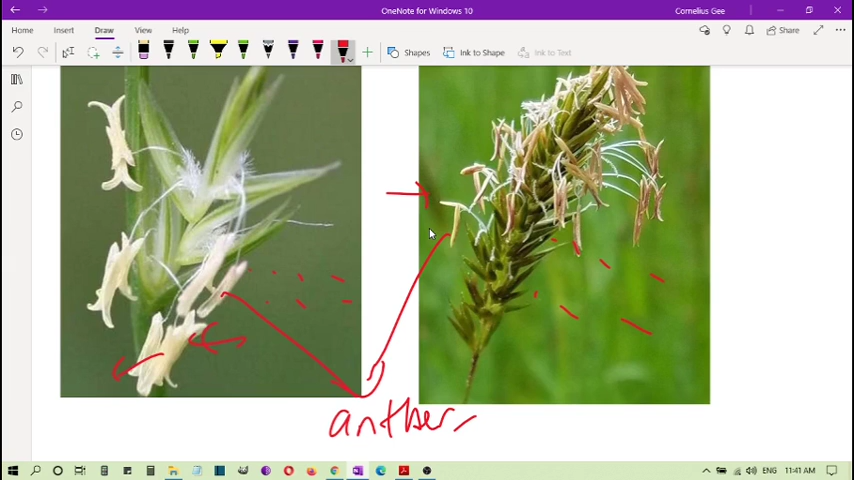 OneNote for Windows 10
Cornelius Gee
Home Insert Draw View Help
Share
Shapes Ink to Shape Ink to Text
anther
ENG 11:41 AM